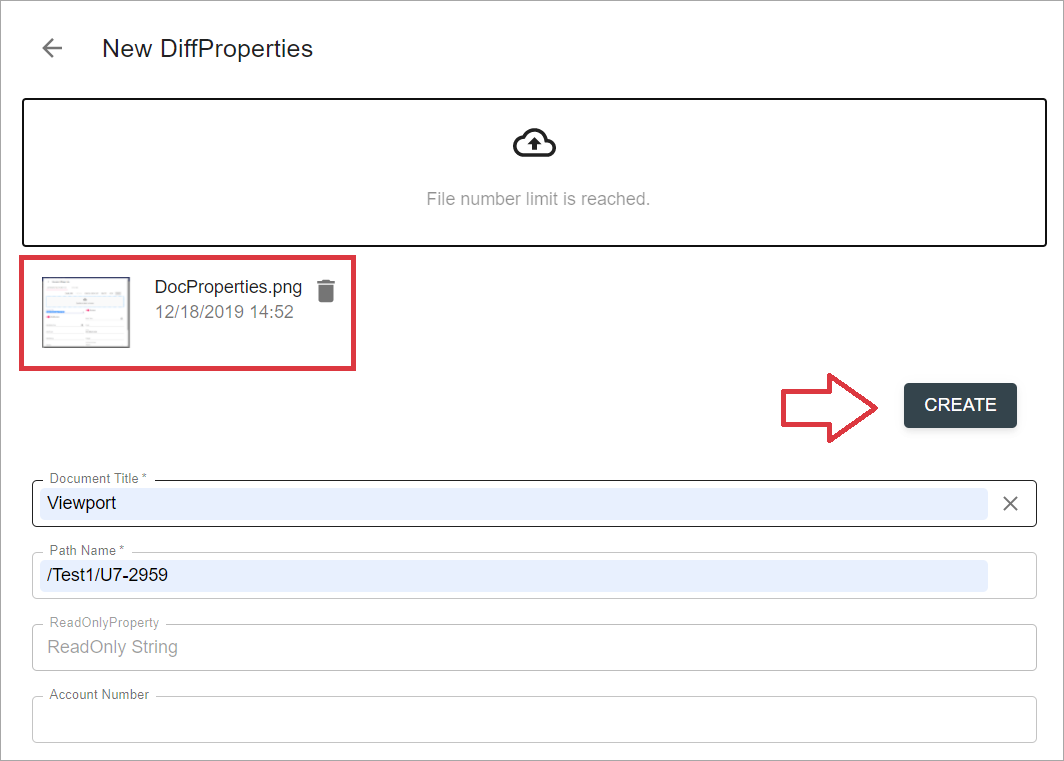 New DiffProperties
File number limit is reached.
DocProperties.png
12/18/2019 14:52
CREATE
Document Title *
Viewport
Path Name *
/Test1/U7-2959
ReadOnlyProperty
ReadOnly String
Account Number